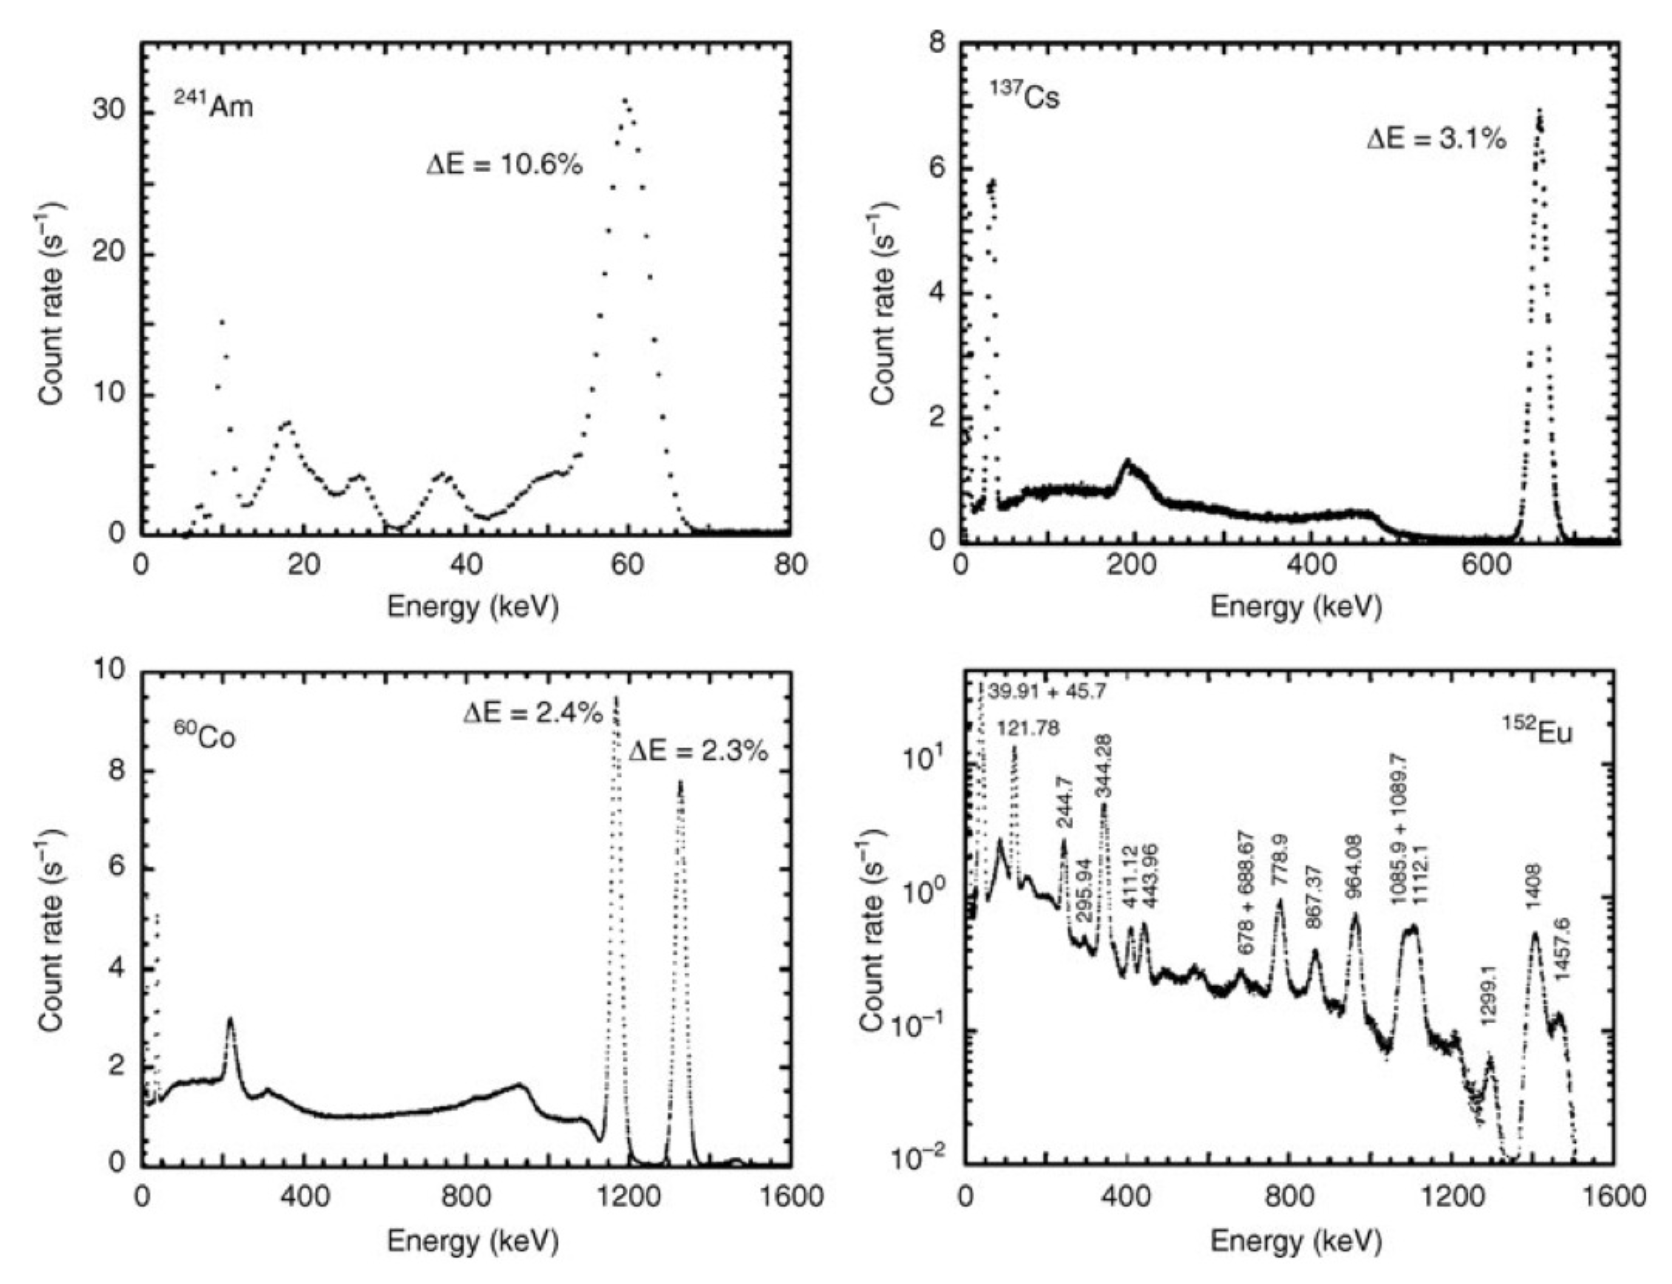 ²⁴¹Am
ΔE = 10.6%
30
20
10
0
0 20 40 60 80
Count rate (s⁻¹)
Energy (keV)
¹³⁷Cs
ΔE = 3.1%
8
6
4
2
0
0 200 400 600
Count rate (s⁻¹)
Energy (keV)
⁶⁰Co
ΔE = 2.4%
ΔE = 2.3%
10
8
6
4
2
0
0 400 800 1200 1600
Count rate (s⁻¹)
Energy (keV)
¹⁵²Eu
39.91 + 45.7
121.78
244.7
295.94
344.28
411.12
443.96
678 + 688.67
778.9
867.37
964.08
1085.9 + 1089.7
1112.1
1299.1
1408
1457.6
10¹
10⁰
10⁻¹
10⁻²
0 400 800 1200 1600
Count rate (s⁻¹)
Energy (keV)